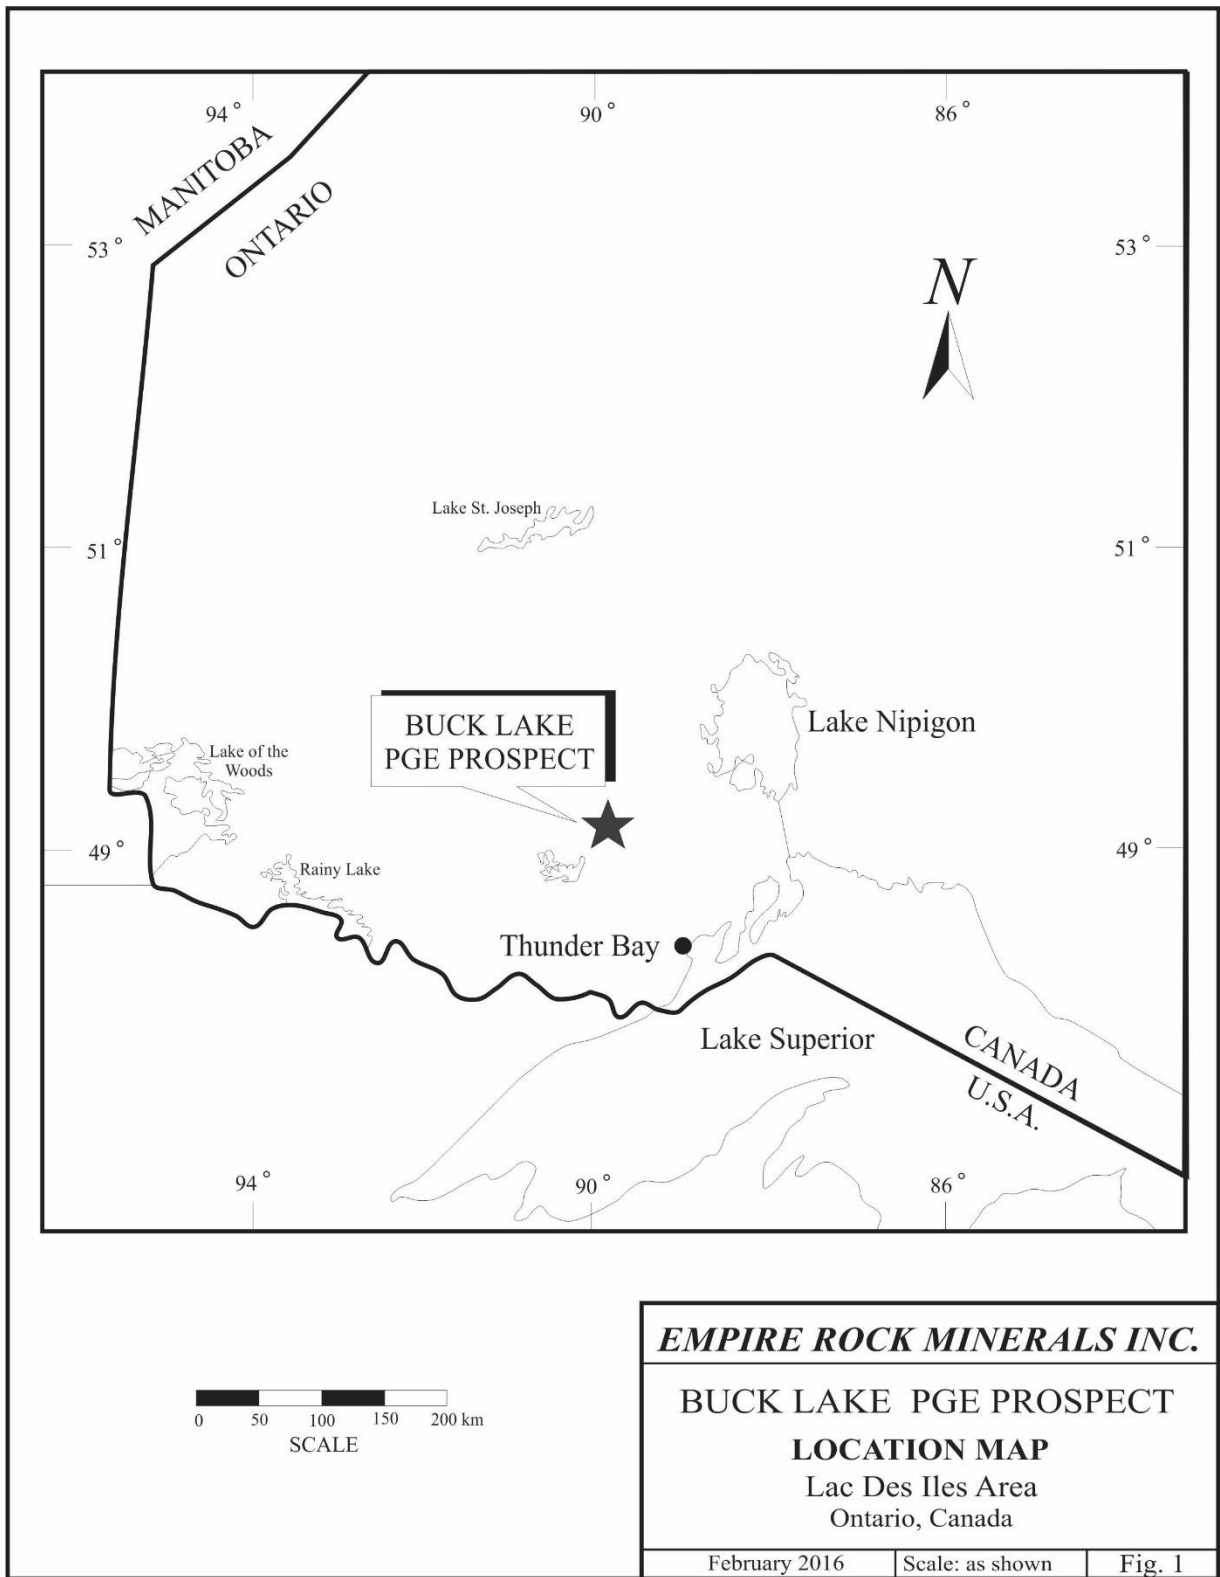 94° 90° 86°
MANITOBA
ONTARIO
53° 53°
N
Lake St. Joseph
51° 51°
BUCK LAKE
PGE PROSPECT
Lake Nipigon
Lake of the
Woods
49° 49°
Rainy Lake
Thunder Bay
Lake Superior
CANADA
U.S.A.
94° 90° 86°
0 50 100 150 200 km
SCALE
EMPIRE ROCK MINERALS INC.
BUCK LAKE PGE PROSPECT
LOCATION MAP
Lac Des Iles Area
Ontario, Canada
February 2016 Scale: as shown Fig. 1